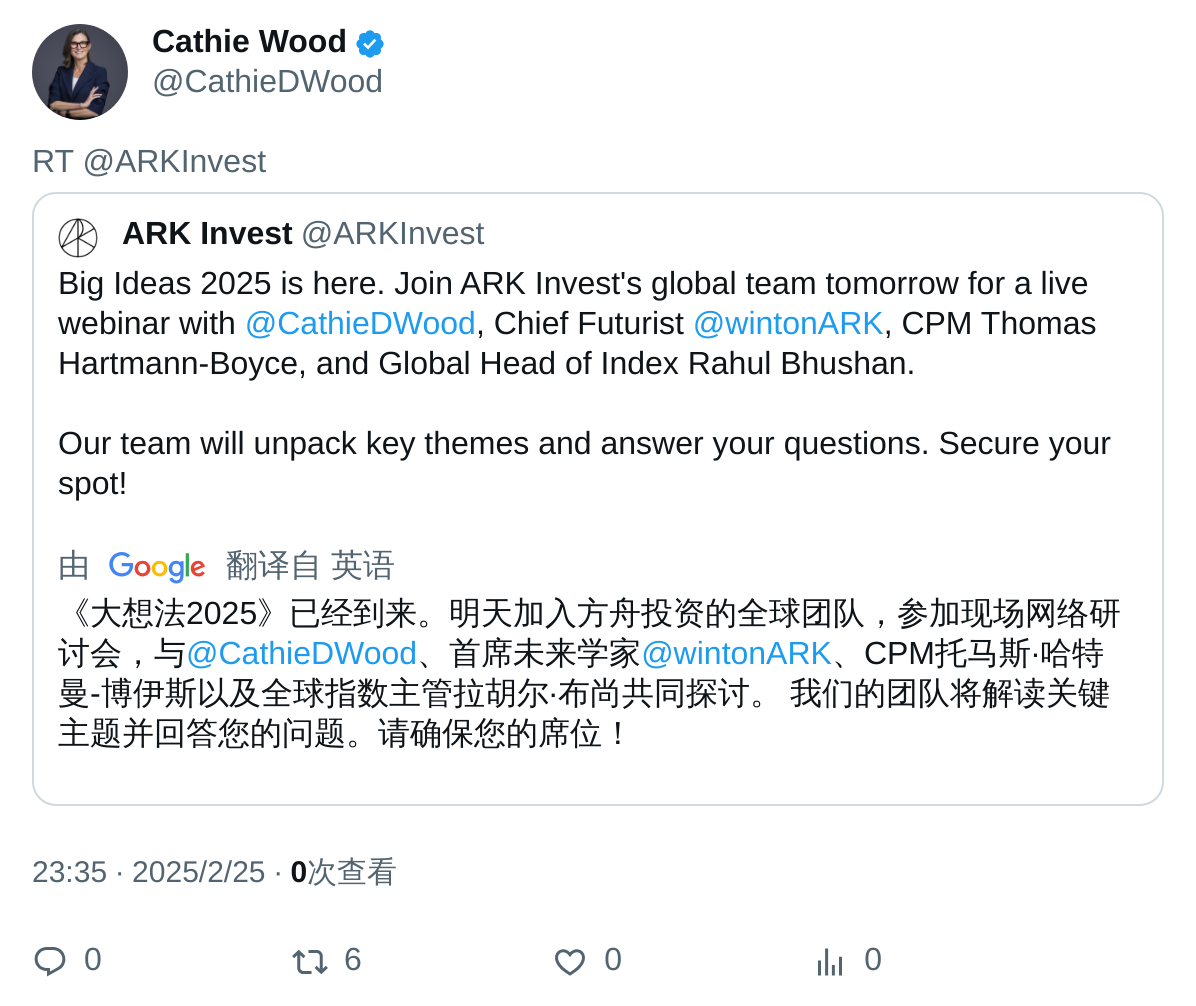 Cathie Wood
@CathieDWood
RT @ARKInvest
ARK Invest @ARKInvest
Big Ideas 2025 is here. Join ARK Invest's global team tomorrow for a live
webinar with @CathieDWood, Chief Futurist @wintonARK, CPM Thomas
Hartmann-Boyce, and Global Head of Index Rahul Bhushan.
Our team will unpack key themes and answer your questions. Secure your
spot!
由 Google 翻译自 英语
《大想法2025》已经到来。明天加入方舟投资的全球团队，参加现场网络研
讨会，与@CathieDWood、首席未来学家@wintonARK、CPM托马斯·哈特
曼-博伊斯以及全球指数主管拉胡尔·布尚共同探讨。 我们的团队将解读关键
主题并回答您的问题。请确保您的席位！
23:35 · 2025/2/25 · 0次查看
0 6 0 0